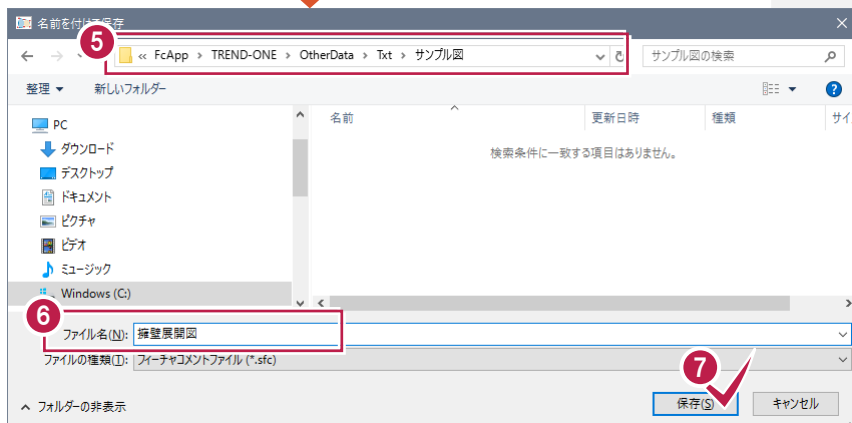 名前を付けて保存
5
« FcApp > TREND-ONE > OtherData > Txt > サンプル図
サンプル図の検索
整理 新しいフォルダー
名前 更新日時 種類 サイ
検索条件に一致する項目はありません。
PC
ダウンロード
デスクトップ
ドキュメント
ピクチャ
ビデオ
ミュージック
Windows (C:)
6
ファイル名(N): 擁壁展開図
ファイルの種類(T): フィーチャコメントファイル (*.sfc)
7
フォルダーの非表示
保存(S) キャンセル